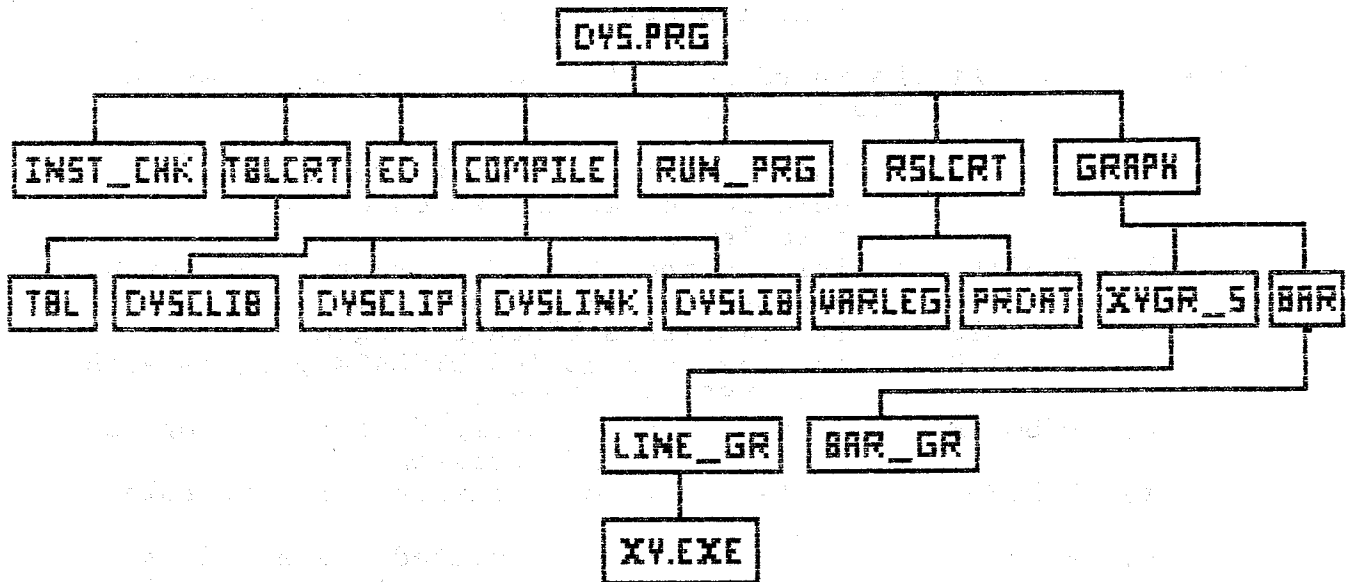 DYS.PRG
INST_CHK TBLCRT ED COMPILE RUN_PRG RSLCRT GRAPH
TBL DYSCLIB DYSCLIP DYSLINK DYSLIB VARLEG PRDAT XYGR_S BAR
LINE_GR BAR_GR
XY.EXE